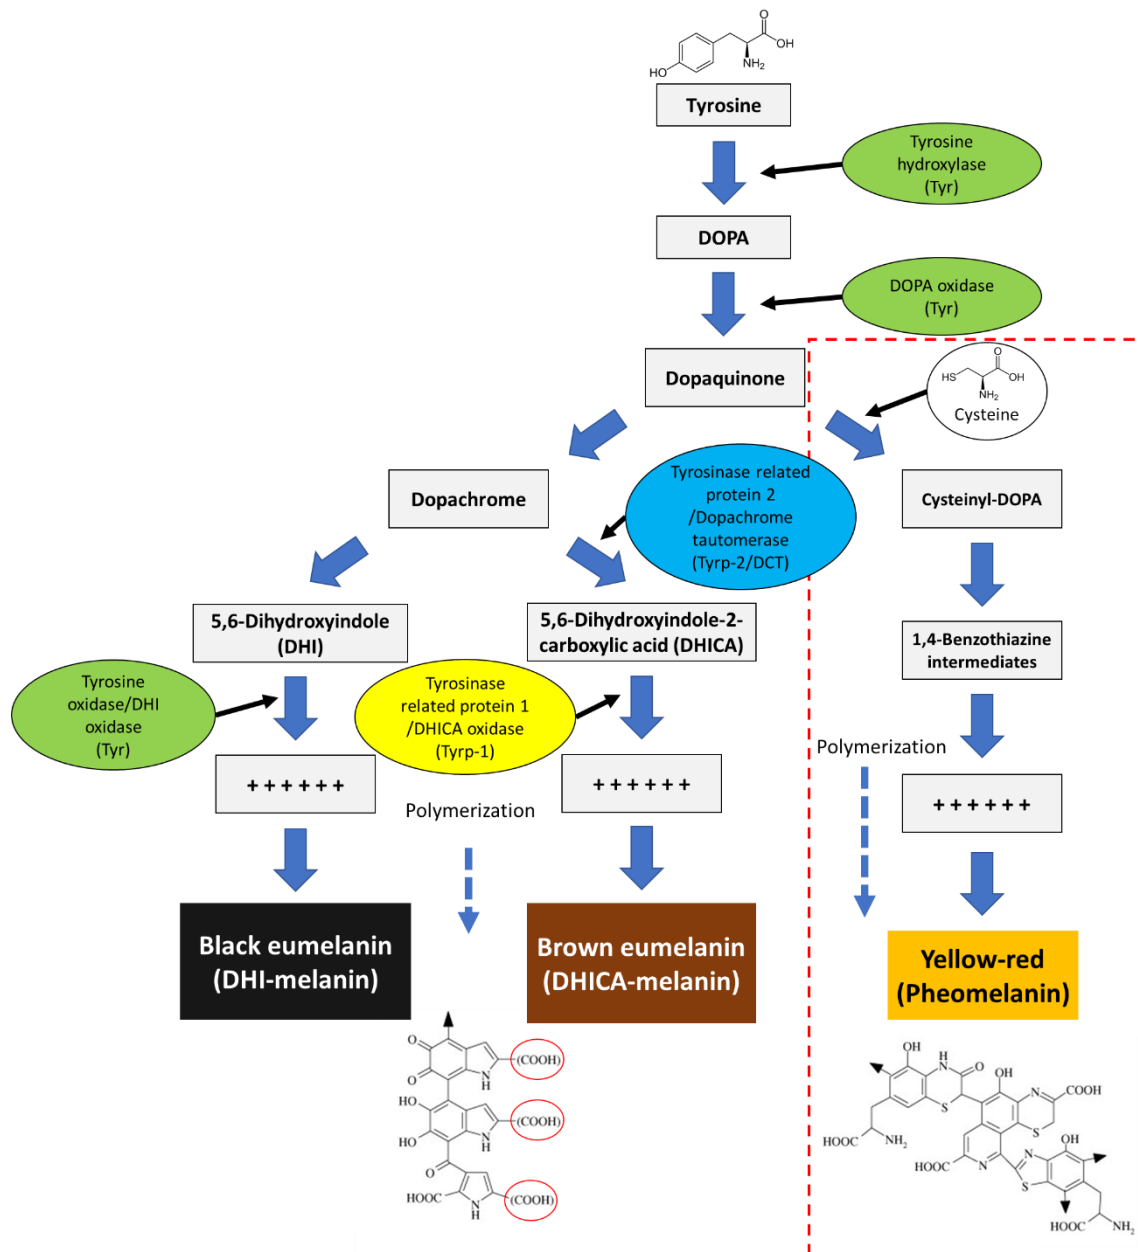 O
OH
NH₂
HO
Tyrosine
Tyrosine
hydroxylase
(Tyr)
DOPA
DOPA oxidase
(Tyr)
Dopaquinone
O
HS
OH
NH₂
Cysteine
Dopachrome
Tyrosinase related
protein 2
/Dopachrome
tautomerase
(Tyrp-2/DCT)
Cysteinyl-DOPA
5,6-Dihydroxyindole
(DHI)
5,6-Dihydroxyindole-2-
carboxylic acid (DHICA)
1,4-Benzothiazine
intermediates
Tyrosine
oxidase/DHI
oxidase
(Tyr)
Tyrosinase
related protein 1
/DHICA oxidase
(Tyrp-1)
Polymerization
+ + + + + +
+ + + + + +
+ + + + + +
Polymerization
Black eumelanin
(DHI-melanin)
Brown eumelanin
(DHICA-melanin)
Yellow-red
(Pheomelanin)
O
O
N
H
(COOH)
HO
HO
N
H
(COOH)
O
HOOC
N
H
(COOH)
OH
H
N
O
S
OH
N
COOH
S
HOOC
NH₂
HOOC
N
N
S
OH
HOOC
NH₂